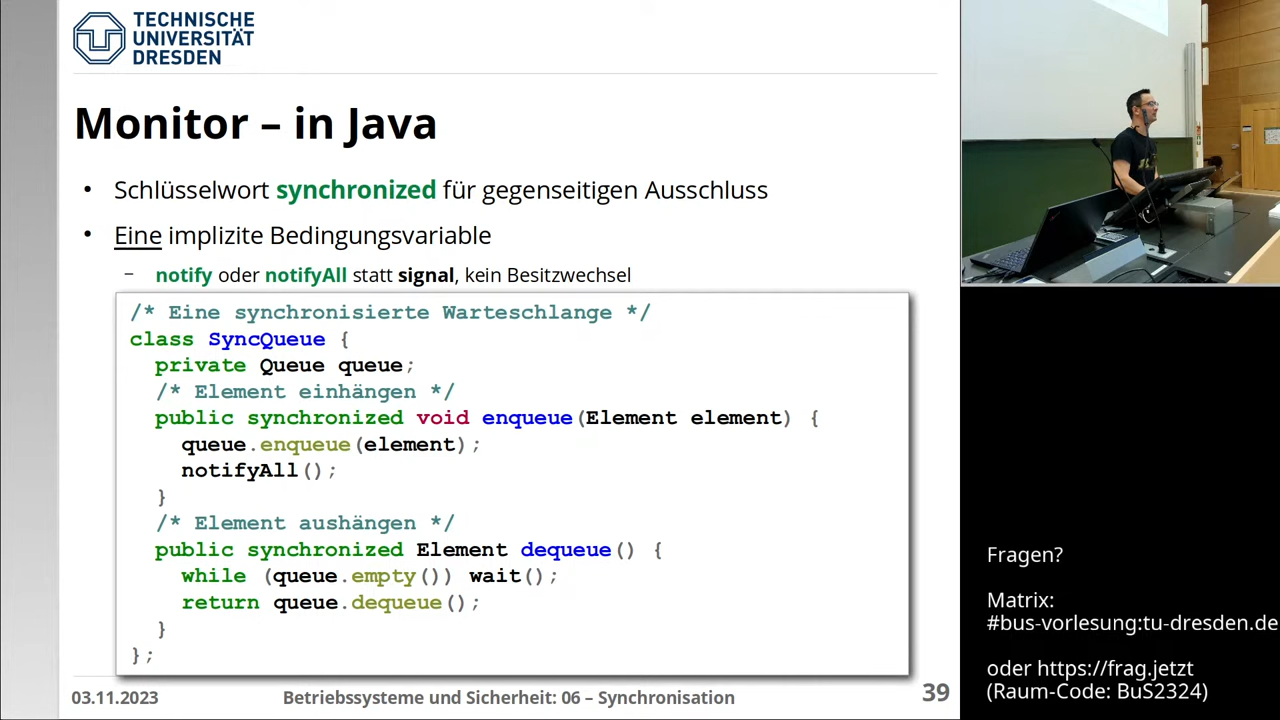 TECHNISCHE
UNIVERSITÄT
DRESDEN
Monitor – in Java
• Schlüsselwort synchronized für gegenseitigen Ausschluss
• Eine implizite Bedingungsvariable
– notify oder notifyAll statt signal, kein Besitzwechsel
/* Eine synchronisierte Warteschlange */
class SyncQueue {
private Queue queue;
/* Element einhängen */
public synchronized void enqueue(Element element) {
queue.enqueue(element);
notifyAll();
}
/* Element aushängen */
public synchronized Element dequeue() {
while (queue.empty()) wait();
return queue.dequeue();
}
};
03.11.2023 Betriebssysteme und Sicherheit: 06 – Synchronisation 39
Fragen?
Matrix:
#bus-vorlesung:tu-dresden.de
oder https://frag.jetzt
(Raum-Code: BuS2324)